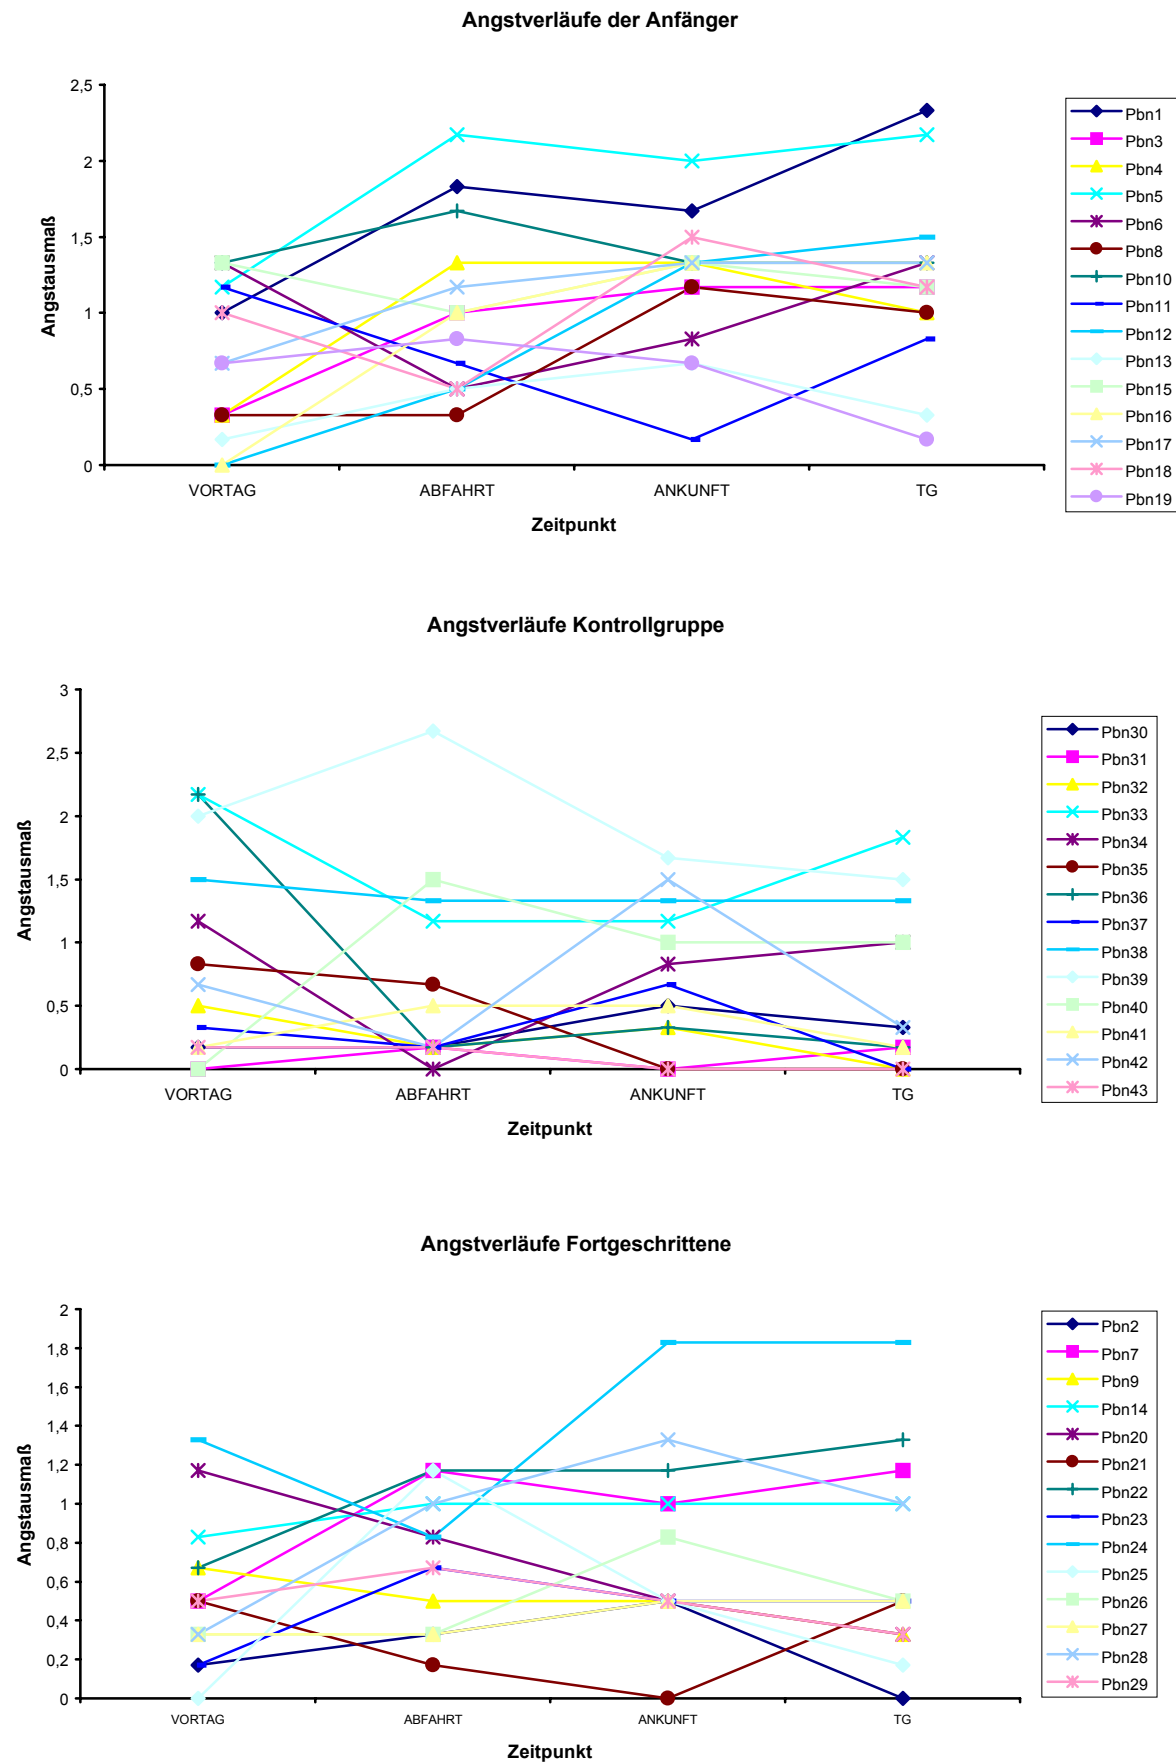 Angstverläufe der Anfänger
2,5
2
1,5
1
0,5
0
Angstausmaß
VORTAG ABFAHRT ANKUNFT TG
Zeitpunkt
Pbn1
Pbn3
Pbn4
Pbn5
Pbn6
Pbn8
Pbn10
Pbn11
Pbn12
Pbn13
Pbn15
Pbn16
Pbn17
Pbn18
Pbn19
Angstverläufe Kontrollgruppe
3
2,5
2
1,5
1
0,5
0
Angstausmaß
VORTAG ABFAHRT ANKUNFT TG
Zeitpunkt
Pbn30
Pbn31
Pbn32
Pbn33
Pbn34
Pbn35
Pbn36
Pbn37
Pbn38
Pbn39
Pbn40
Pbn41
Pbn42
Pbn43
Angstverläufe Fortgeschrittene
2
1,8
1,6
1,4
1,2
1
0,8
0,6
0,4
0,2
0
Angstausmaß
VORTAG ABFAHRT ANKUNFT TG
Zeitpunkt
Pbn2
Pbn7
Pbn9
Pbn14
Pbn20
Pbn21
Pbn22
Pbn23
Pbn24
Pbn25
Pbn26
Pbn27
Pbn28
Pbn29